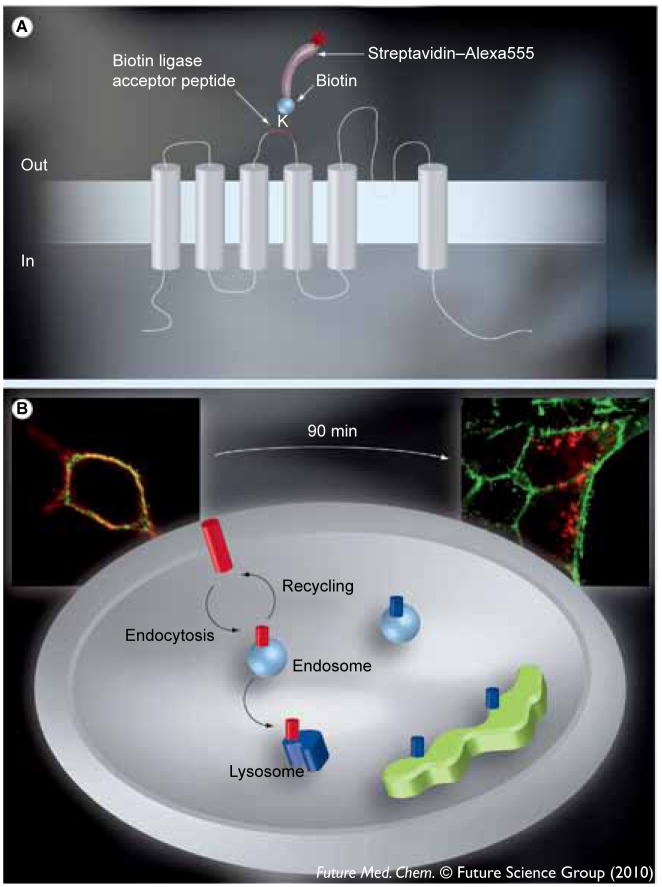 A
Streptavidin–Alexa555
Biotin ligase
acceptor peptide
Biotin
K
Out
In
B
90 min
Recycling
Endocytosis
Endosome
Lysosome
Future Med. Chem. © Future Science Group (2010)